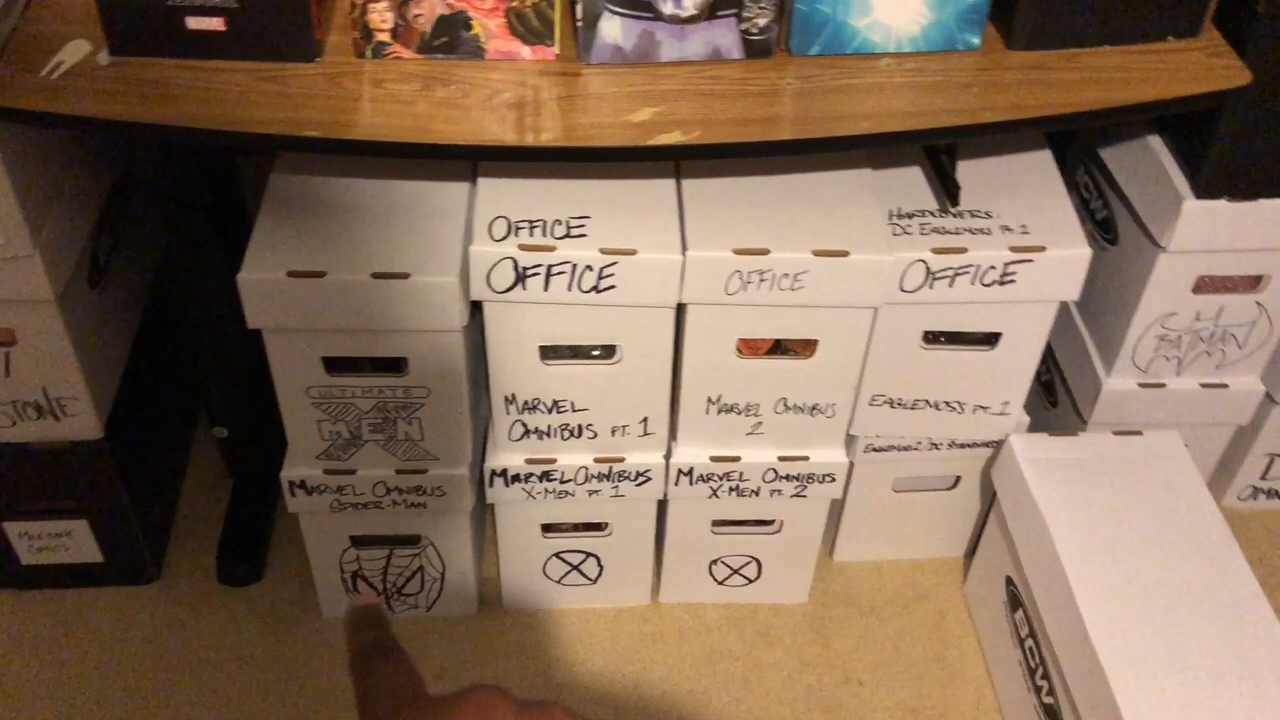 MARVEL
OFFICE
OFFICE
OFFICE
HARDCOVERS
DC EAGLEMOSS PT. 1
OFFICE
BCW
BATMAN
STONE
ULTIMATE
X MEN
MARVEL
OMNIBUS PT. 1
MARVEL OMNIBUS
2
EAGLEMOSS PT. 1
MARVEL OMNIBUS
SPIDER-MAN
MARVEL OMNIBUS
X-MEN PT. 1
MARVEL OMNIBUS
X-MEN PT. 2
BCW